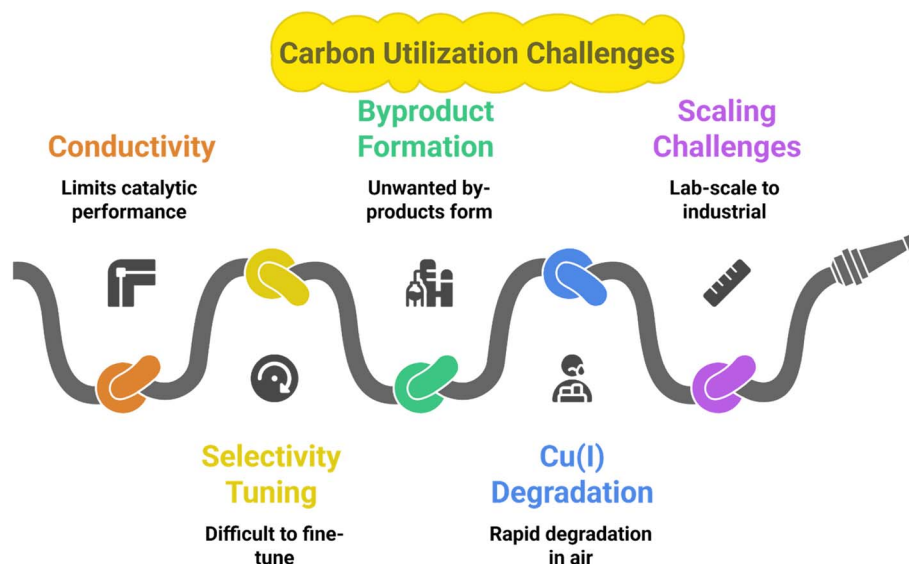 Carbon Utilization Challenges
Conductivity
Limits catalytic
performance
Selectivity
Tuning
Difficult to fine-
tune
Byproduct
Formation
Unwanted by-
products form
Cu(I)
Degradation
Rapid degradation
in air
Scaling
Challenges
Lab-scale to
industrial